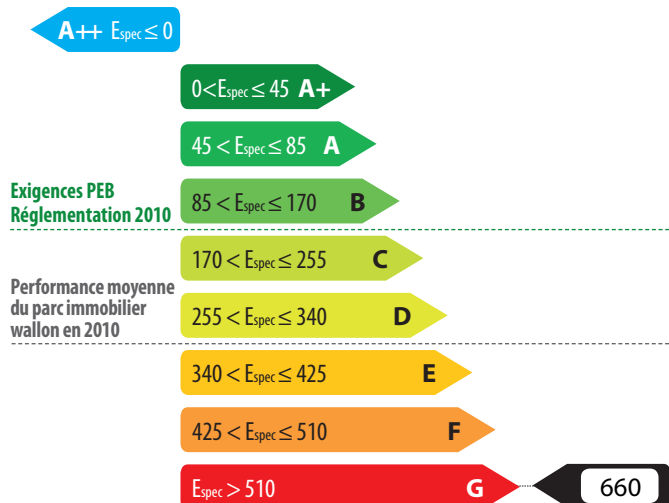 A++ Espec ≤ 0
0<Espec ≤ 45 A+
45 < Espec ≤ 85 A
Exigences PEB
Réglementation 2010
85 < Espec ≤ 170 B
170 < Espec ≤ 255 C
Performance moyenne
du parc immobilier
wallon en 2010
255 < Espec ≤ 340 D
340 < Espec ≤ 425 E
425 < Espec ≤ 510 F
Espec > 510 G
660